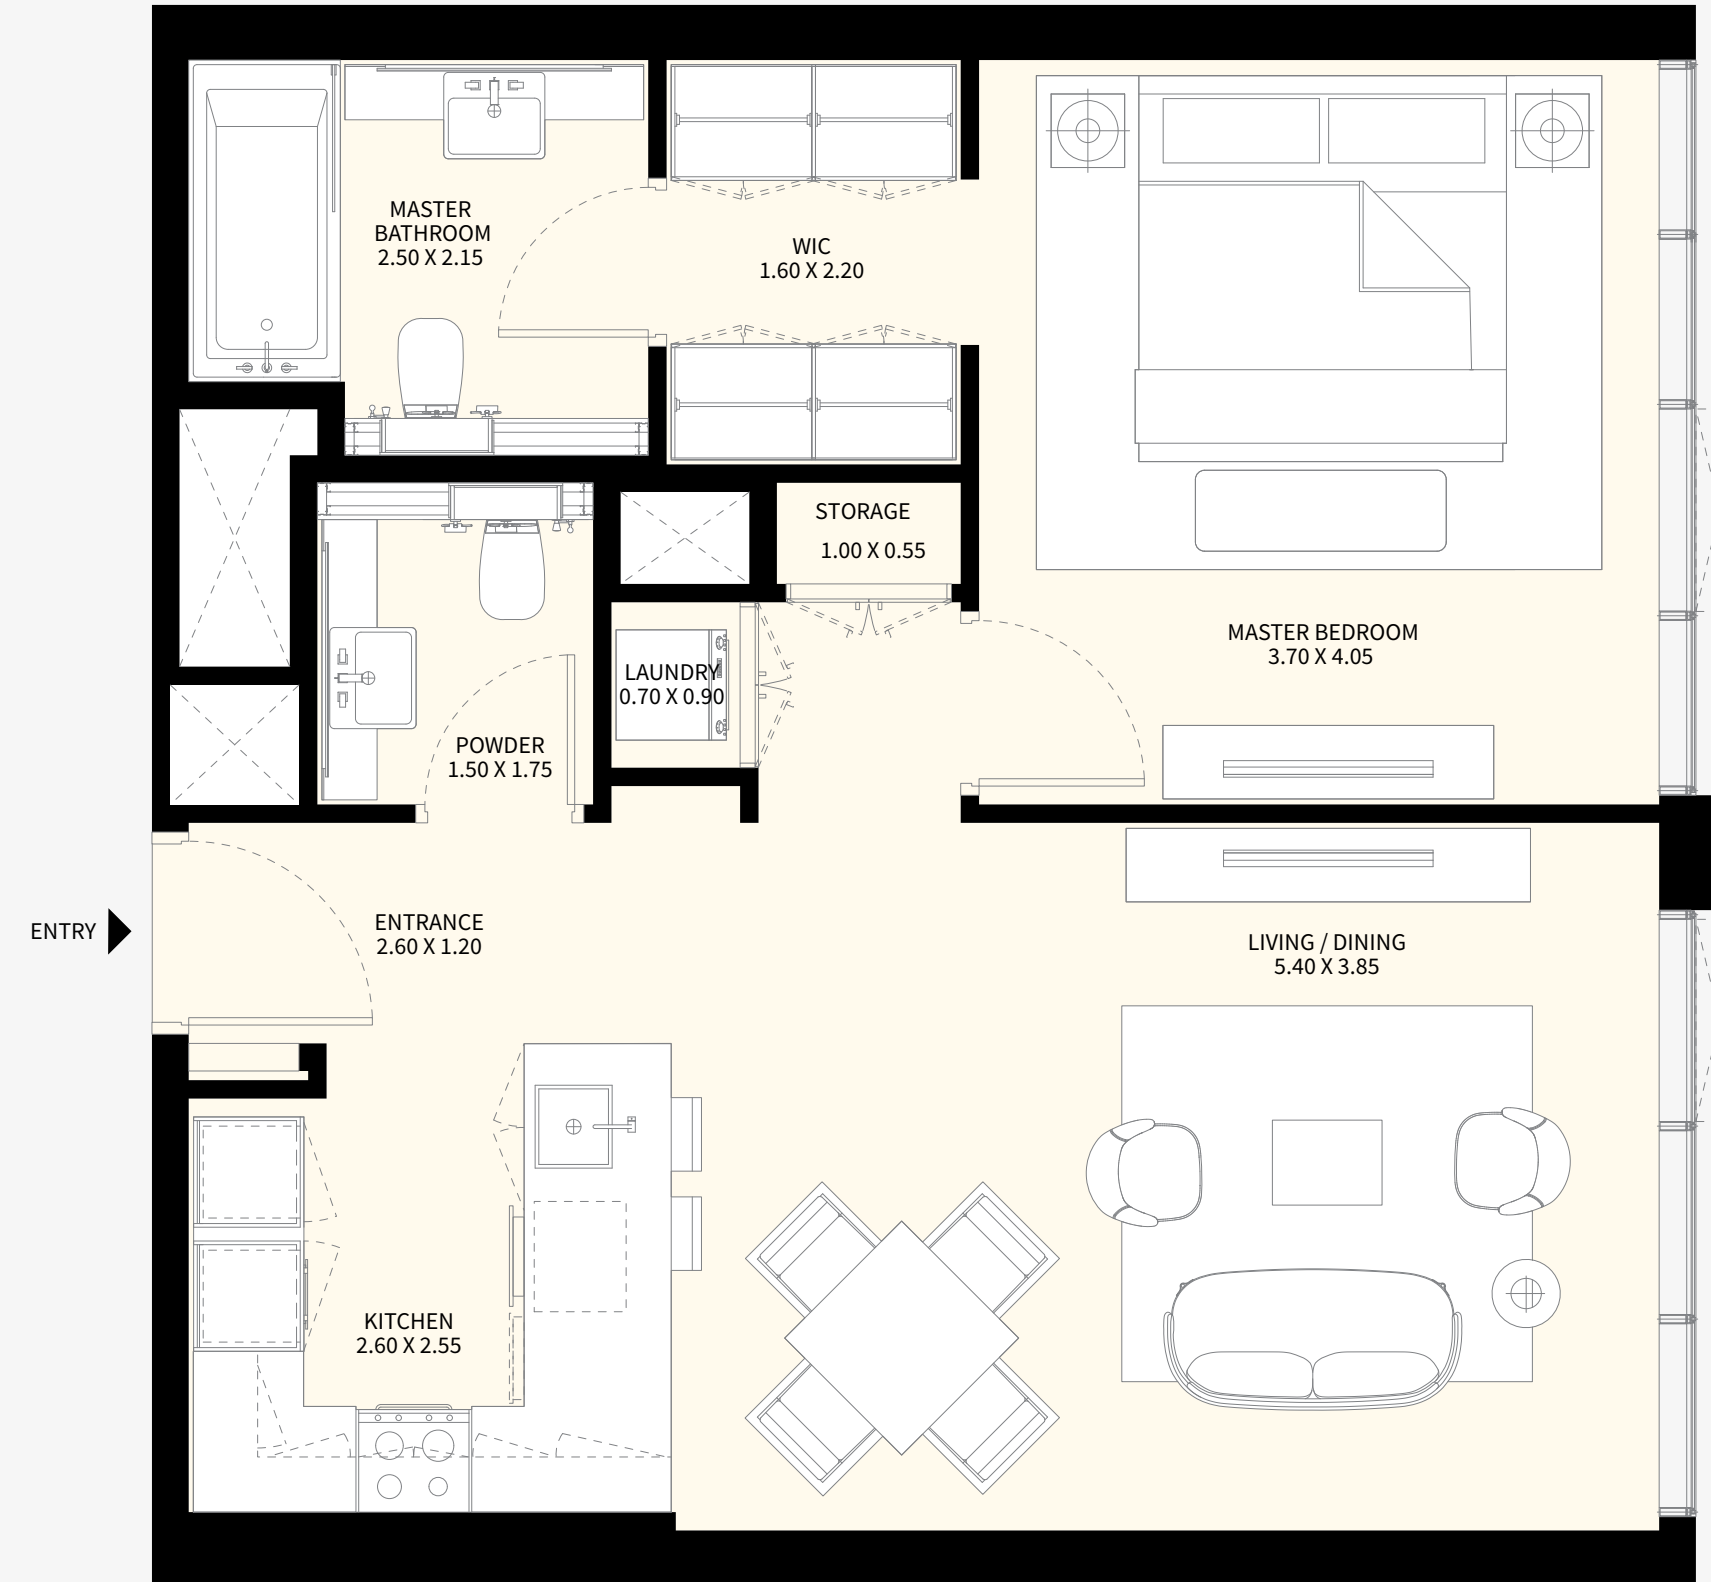 MASTER
BATHROOM
2.50 X 2.15
WIC
1.60 X 2.20
STORAGE
1.00 X 0.55
MASTER BEDROOM
3.70 X 4.05
LAUNDRY
0.70 X 0.90
POWDER
1.50 X 1.75
ENTRY
ENTRANCE
2.60 X 1.20
LIVING / DINING
5.40 X 3.85
KITCHEN
2.60 X 2.55